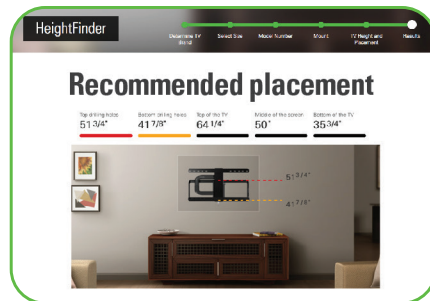 HeightFinder
Determine TV Brand
Select Size
Model Number
Mount
TV Height and Placement
Results
Recommended placement
Top drilling holes
51 3/4"
Bottom drilling holes
41 7/8"
Top of the TV
64 1/4"
Middle of the screen
50"
Bottom of the TV
35 3/4"
51 3/4"
41 7/8"